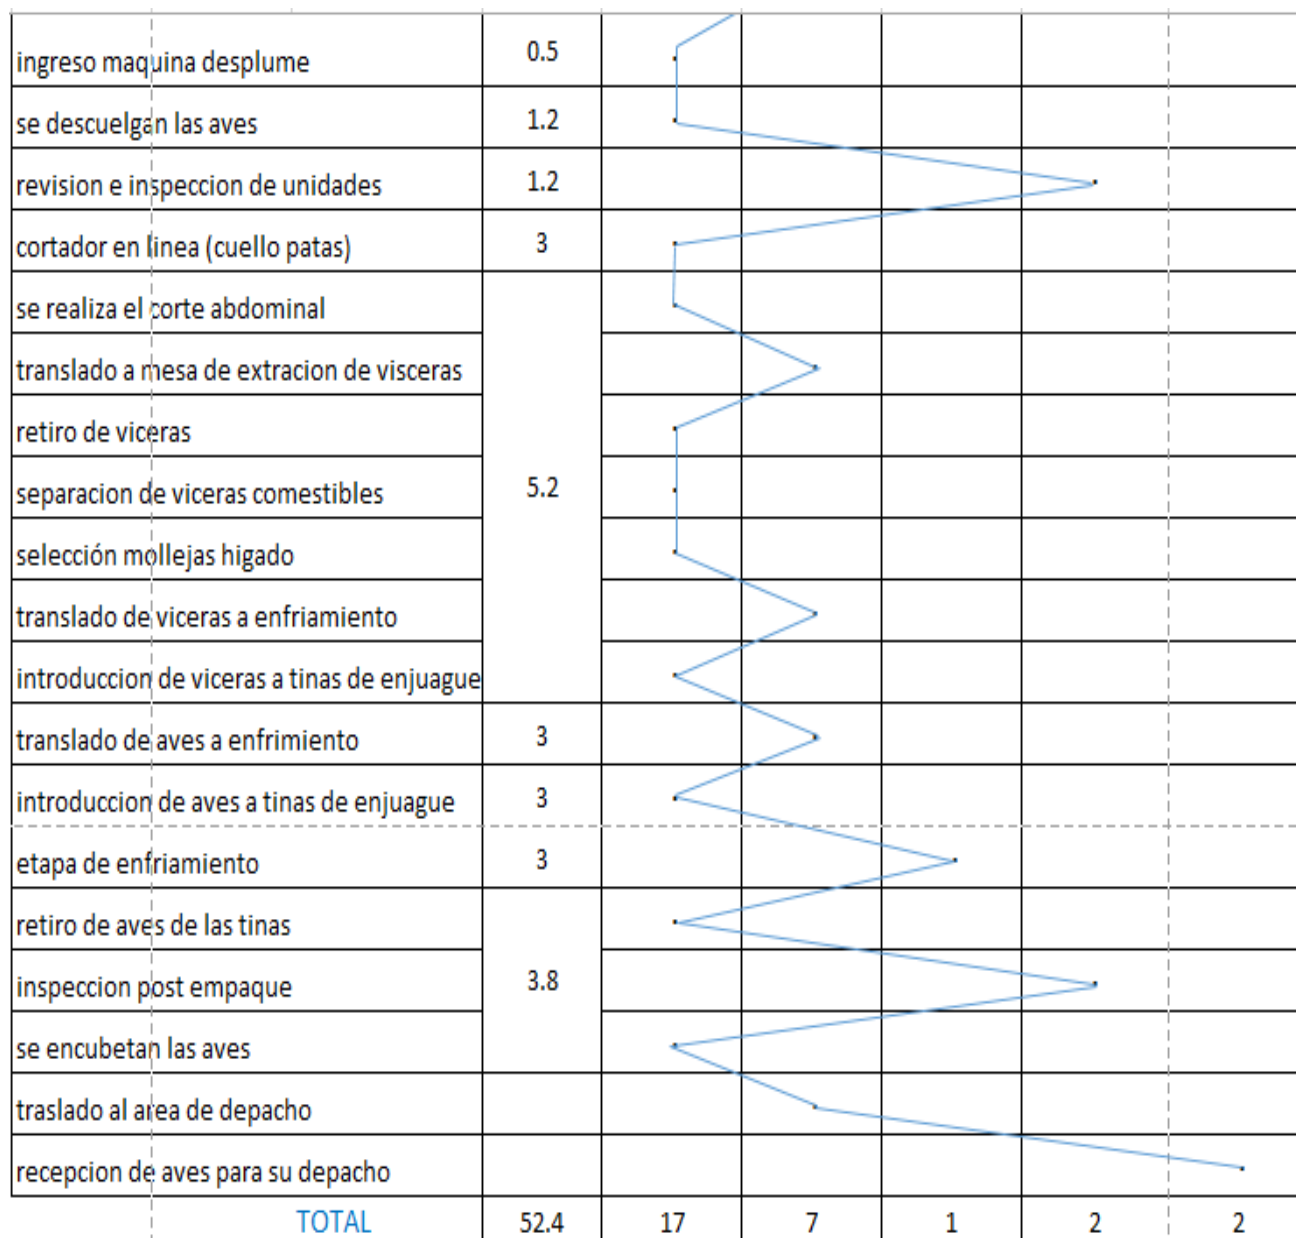 ingreso maquina desplume 0.5
se descuelgan las aves 1.2
revision e inspeccion de unidades 1.2
cortador en linea (cuello patas) 3
se realiza el corte abdominal
translado a mesa de extracion de visceras
retiro de viceras
separacion de viceras comestibles 5.2
selección mollejas higado
translado de viceras a enfriamiento
introduccion de viceras a tinas de enjuague
translado de aves a enfrimiento 3
introduccion de aves a tinas de enjuague 3
etapa de enfriamiento 3
retiro de aves de las tinas
inspeccion post empaque 3.8
se encubetan las aves
traslado al area de depacho
recepcion de aves para su depacho
TOTAL 52.4 17 7 1 2 2